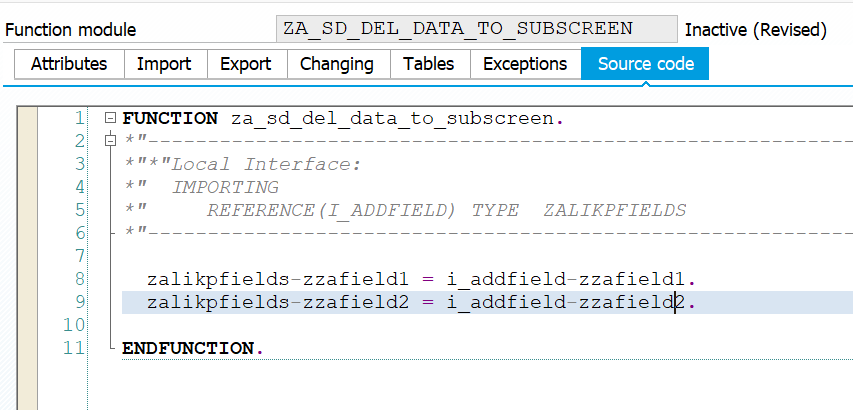 Function module ZA_SD_DEL_DATA_TO_SUBSCREEN Inactive (Revised)
Attributes Import Export Changing Tables Exceptions Source code
1 FUNCTION za_sd_del_data_to_subscreen.
2 *"----------------------------------------------------------------------
3 *"*"Local Interface:
4 *"  IMPORTING
5 *"     REFERENCE(I_ADDFIELD) TYPE  ZALIKPFIELDS
6 *"----------------------------------------------------------------------
7
8   zalikpfields-zzafield1 = i_addfield-zzafield1.
9   zalikpfields-zzafield2 = i_addfield-zzafield2.
10
11 ENDFUNCTION.